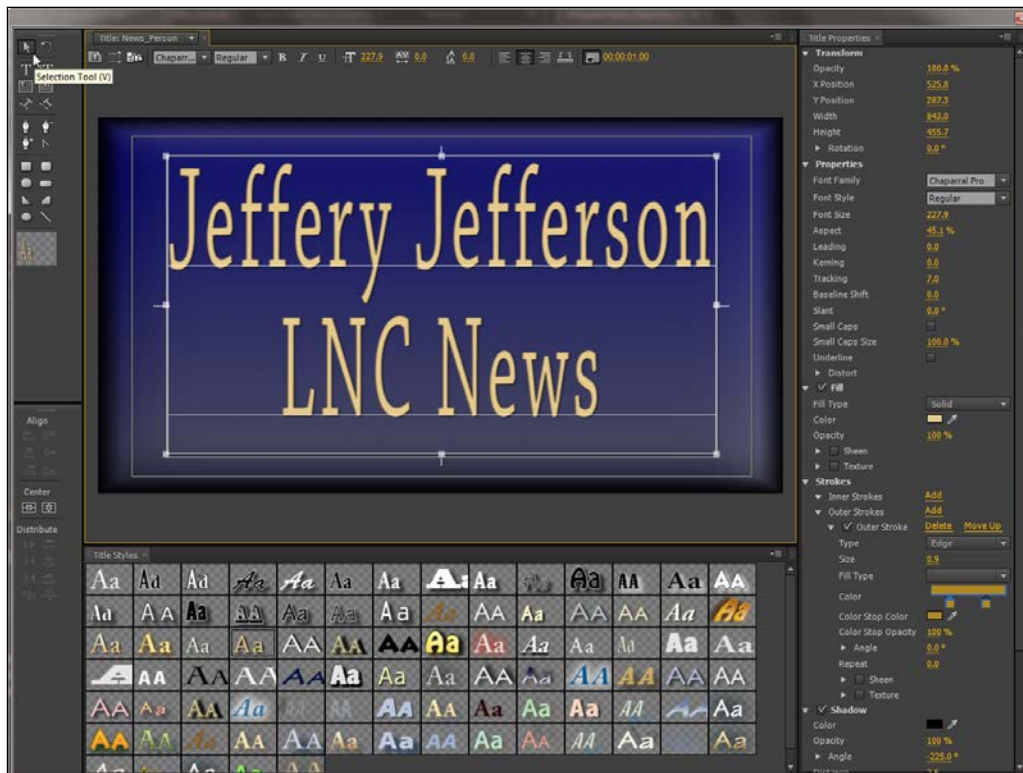 Title: News_Person
Title Properties
Chaparr... Regular B I U 227.9 0.0 0.0 00:00:01:00
Selection Tool (V)
Jeffery Jefferson
LNC News
Transform
Opacity 100.0 %
X Position 525.8
Y Position 287.3
Width 843.0
Height 455.7
Rotation 0.0 °
Properties
Font Family Chaparral Pro
Font Style Regular
Font Size 227.9
Aspect 45.1 %
Leading 0.0
Kerning 0.0
Tracking 7.0
Baseline Shift 0.0
Slant 0.0 °
Small Caps
Small Caps Size 100.0 %
Underline
Distort
Fill
Fill Type Solid
Color
Opacity 100 %
Sheen
Texture
Strokes
Inner Strokes Add
Outer Strokes Add
Outer Stroke Delete Move Up
Type Edge
Size 0.9
Fill Type
Color
Color Stop Color
Color Stop Opacity 100 %
Angle 0.0 °
Repeat 0.0
Sheen
Texture
Shadow
Color
Opacity 100 %
Angle -225.0 °
Align
Center
Distribute
Title Styles